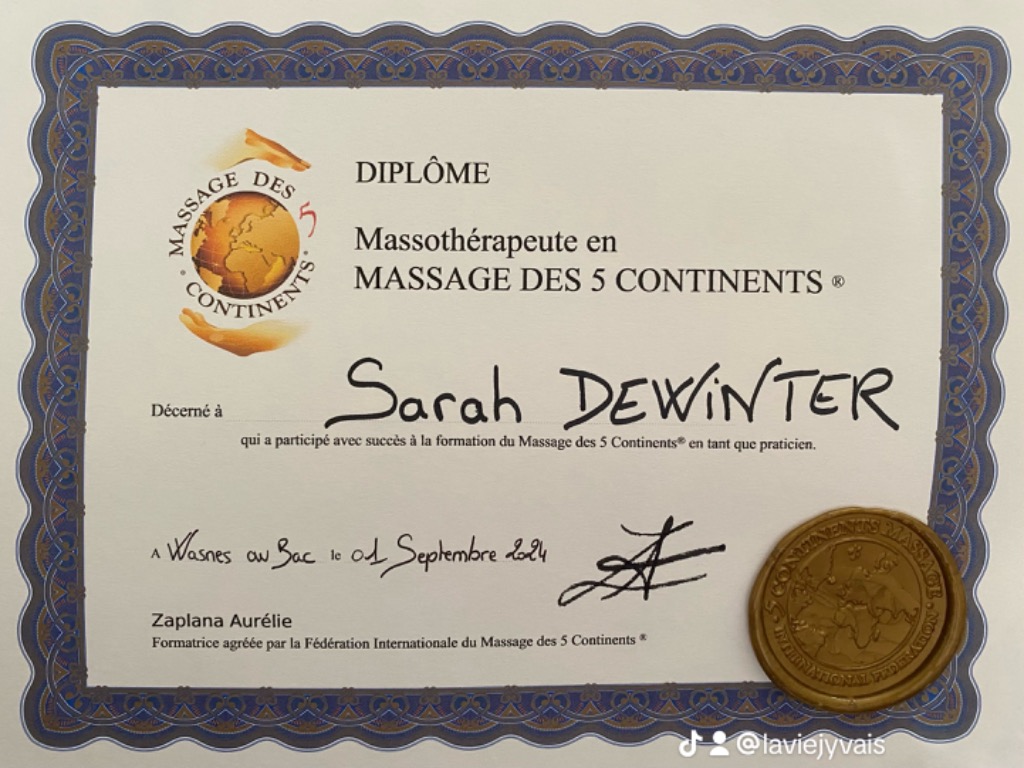 MASSAGE DES 5
CONTINENTS
DIPLÔME
Massothérapeute en
MASSAGE DES 5 CONTINENTS ®
Décerné à Sarah DEWiNTER
qui a participé avec succès à la formation du Massage des 5 Continents® en tant que praticien.
A Wasnes au Bac le 01 Septembre 2024
Zaplana Aurélie
Formatrice agréée par la Fédération Internationale du Massage des 5 Continents ®
5 CONTINENTS MASSAGE
INTERNATIONAL FEDERATION
@laviejyvais